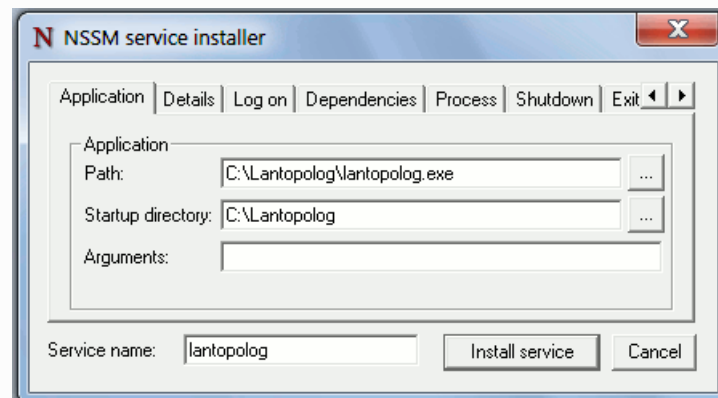 N NSSM service installer
Application Details Log on Dependencies Process Shutdown Exit
Application
Path: C:\Lantopolog\lantopolog.exe ...
Startup directory: C:\Lantopolog ...
Arguments:
Service name: lantopolog Install service Cancel